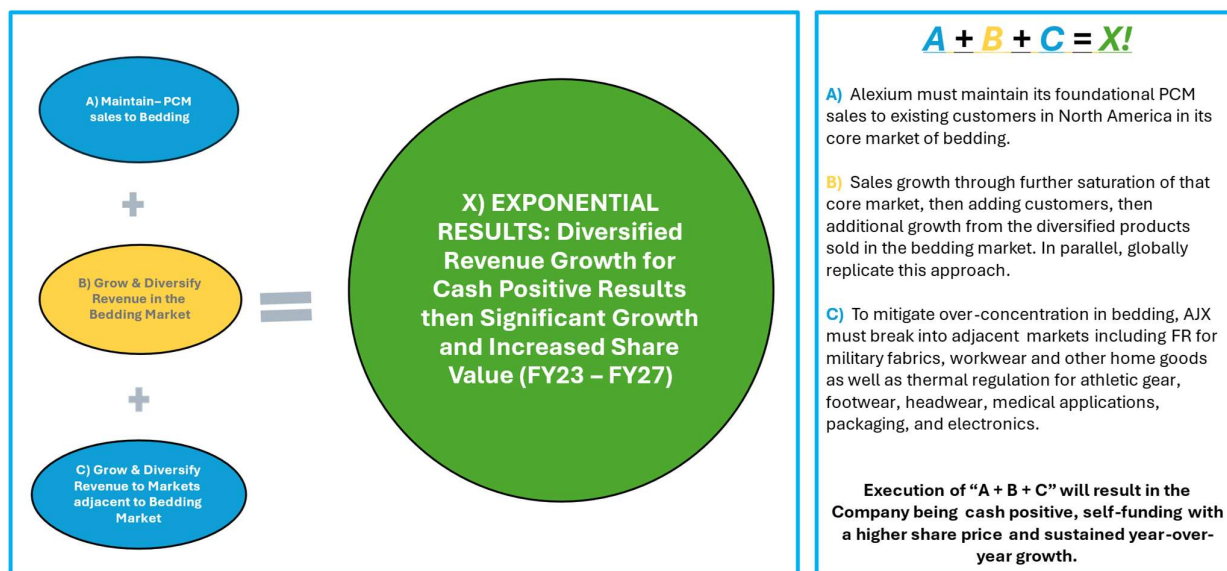 A) Maintain– PCM
sales to Bedding
+
B) Grow & Diversify
Revenue in the
Bedding Market
+
C) Grow & Diversify
Revenue to Markets
adjacent to Bedding
Market
=
X) EXPONENTIAL
RESULTS: Diversified
Revenue Growth for
Cash Positive Results
then Significant Growth
and Increased Share
Value (FY23 – FY27)
A + B + C = X!
A) Alexium must maintain its foundational PCM
sales to existing customers in North America in its
core market of bedding.
B) Sales growth through further saturation of that
core market, then adding customers, then
additional growth from the diversified products
sold in the bedding market. In parallel, globally
replicate this approach.
C) To mitigate over-concentration in bedding, AJX
must break into adjacent markets including FR for
military fabrics, workwear and other home goods
as well as thermal regulation for athletic gear,
footwear, headwear, medical applications,
packaging, and electronics.
Execution of “A + B + C” will result in the
Company being cash positive, self-funding with
a higher share price and sustained year-over-
year growth.